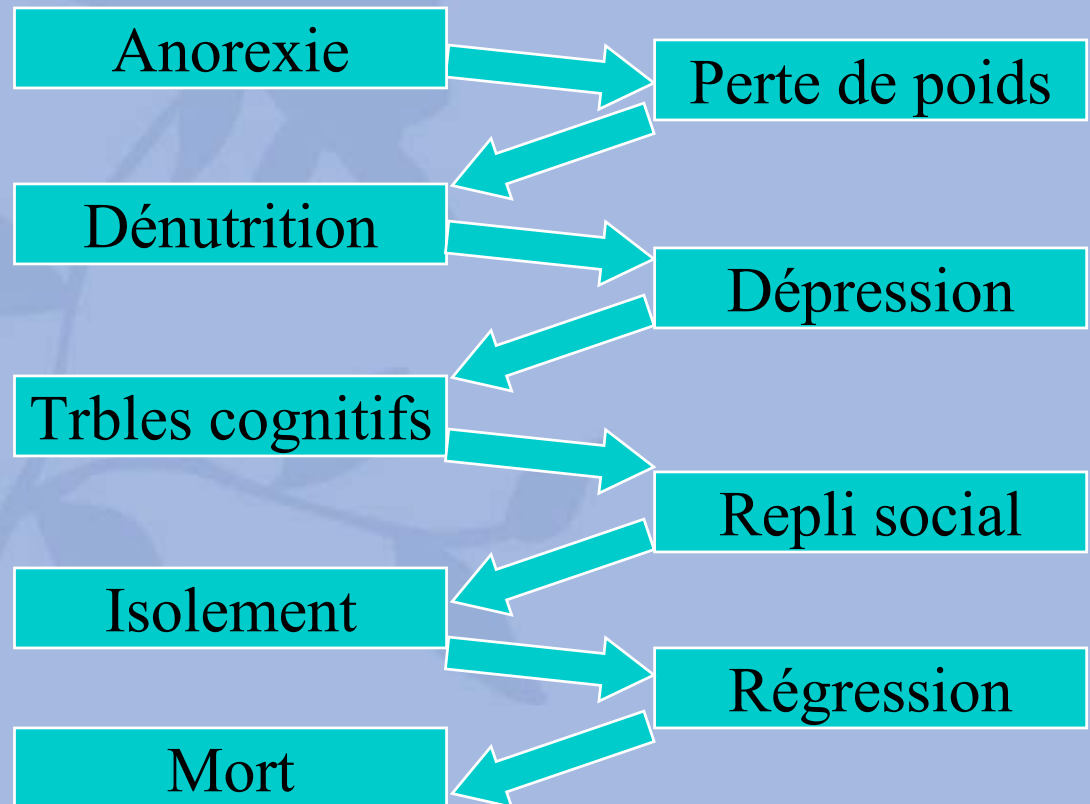 Anorexie
Perte de poids
Dénutrition
Dépression
Trbles cognitifs
Repli social
Isolement
Régression
Mort